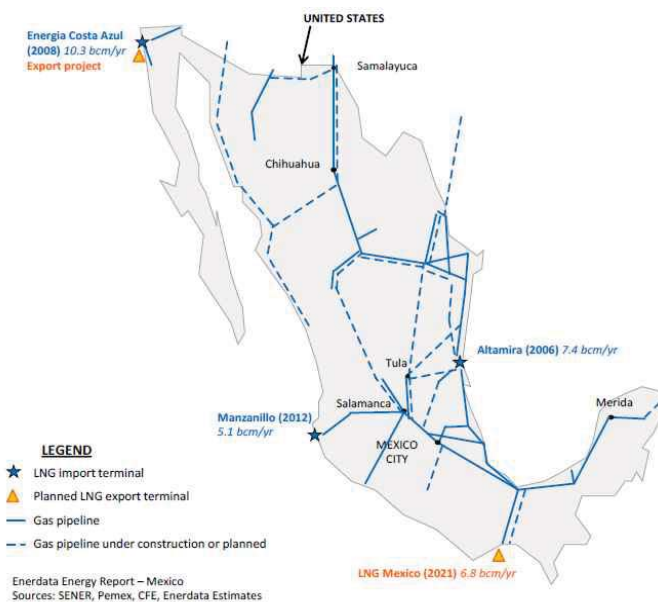 UNITED STATES
Energia Costa Azul
(2008) 10.3 bcm/yr
Export project
Samalayuca
Chihuahua
Altamira (2006) 7.4 bcm/yr
Tula
Manzanillo (2012)
5.1 bcm/yr
Salamanca
Merida
MEXICO
CITY
LEGEND
LNG import terminal
Planned LNG export terminal
Gas pipeline
Gas pipeline under construction or planned
LNG Mexico (2021) 6.8 bcm/yr
Enerdata Energy Report – Mexico
Sources: SENER, Pemex, CFE, Enerdata Estimates